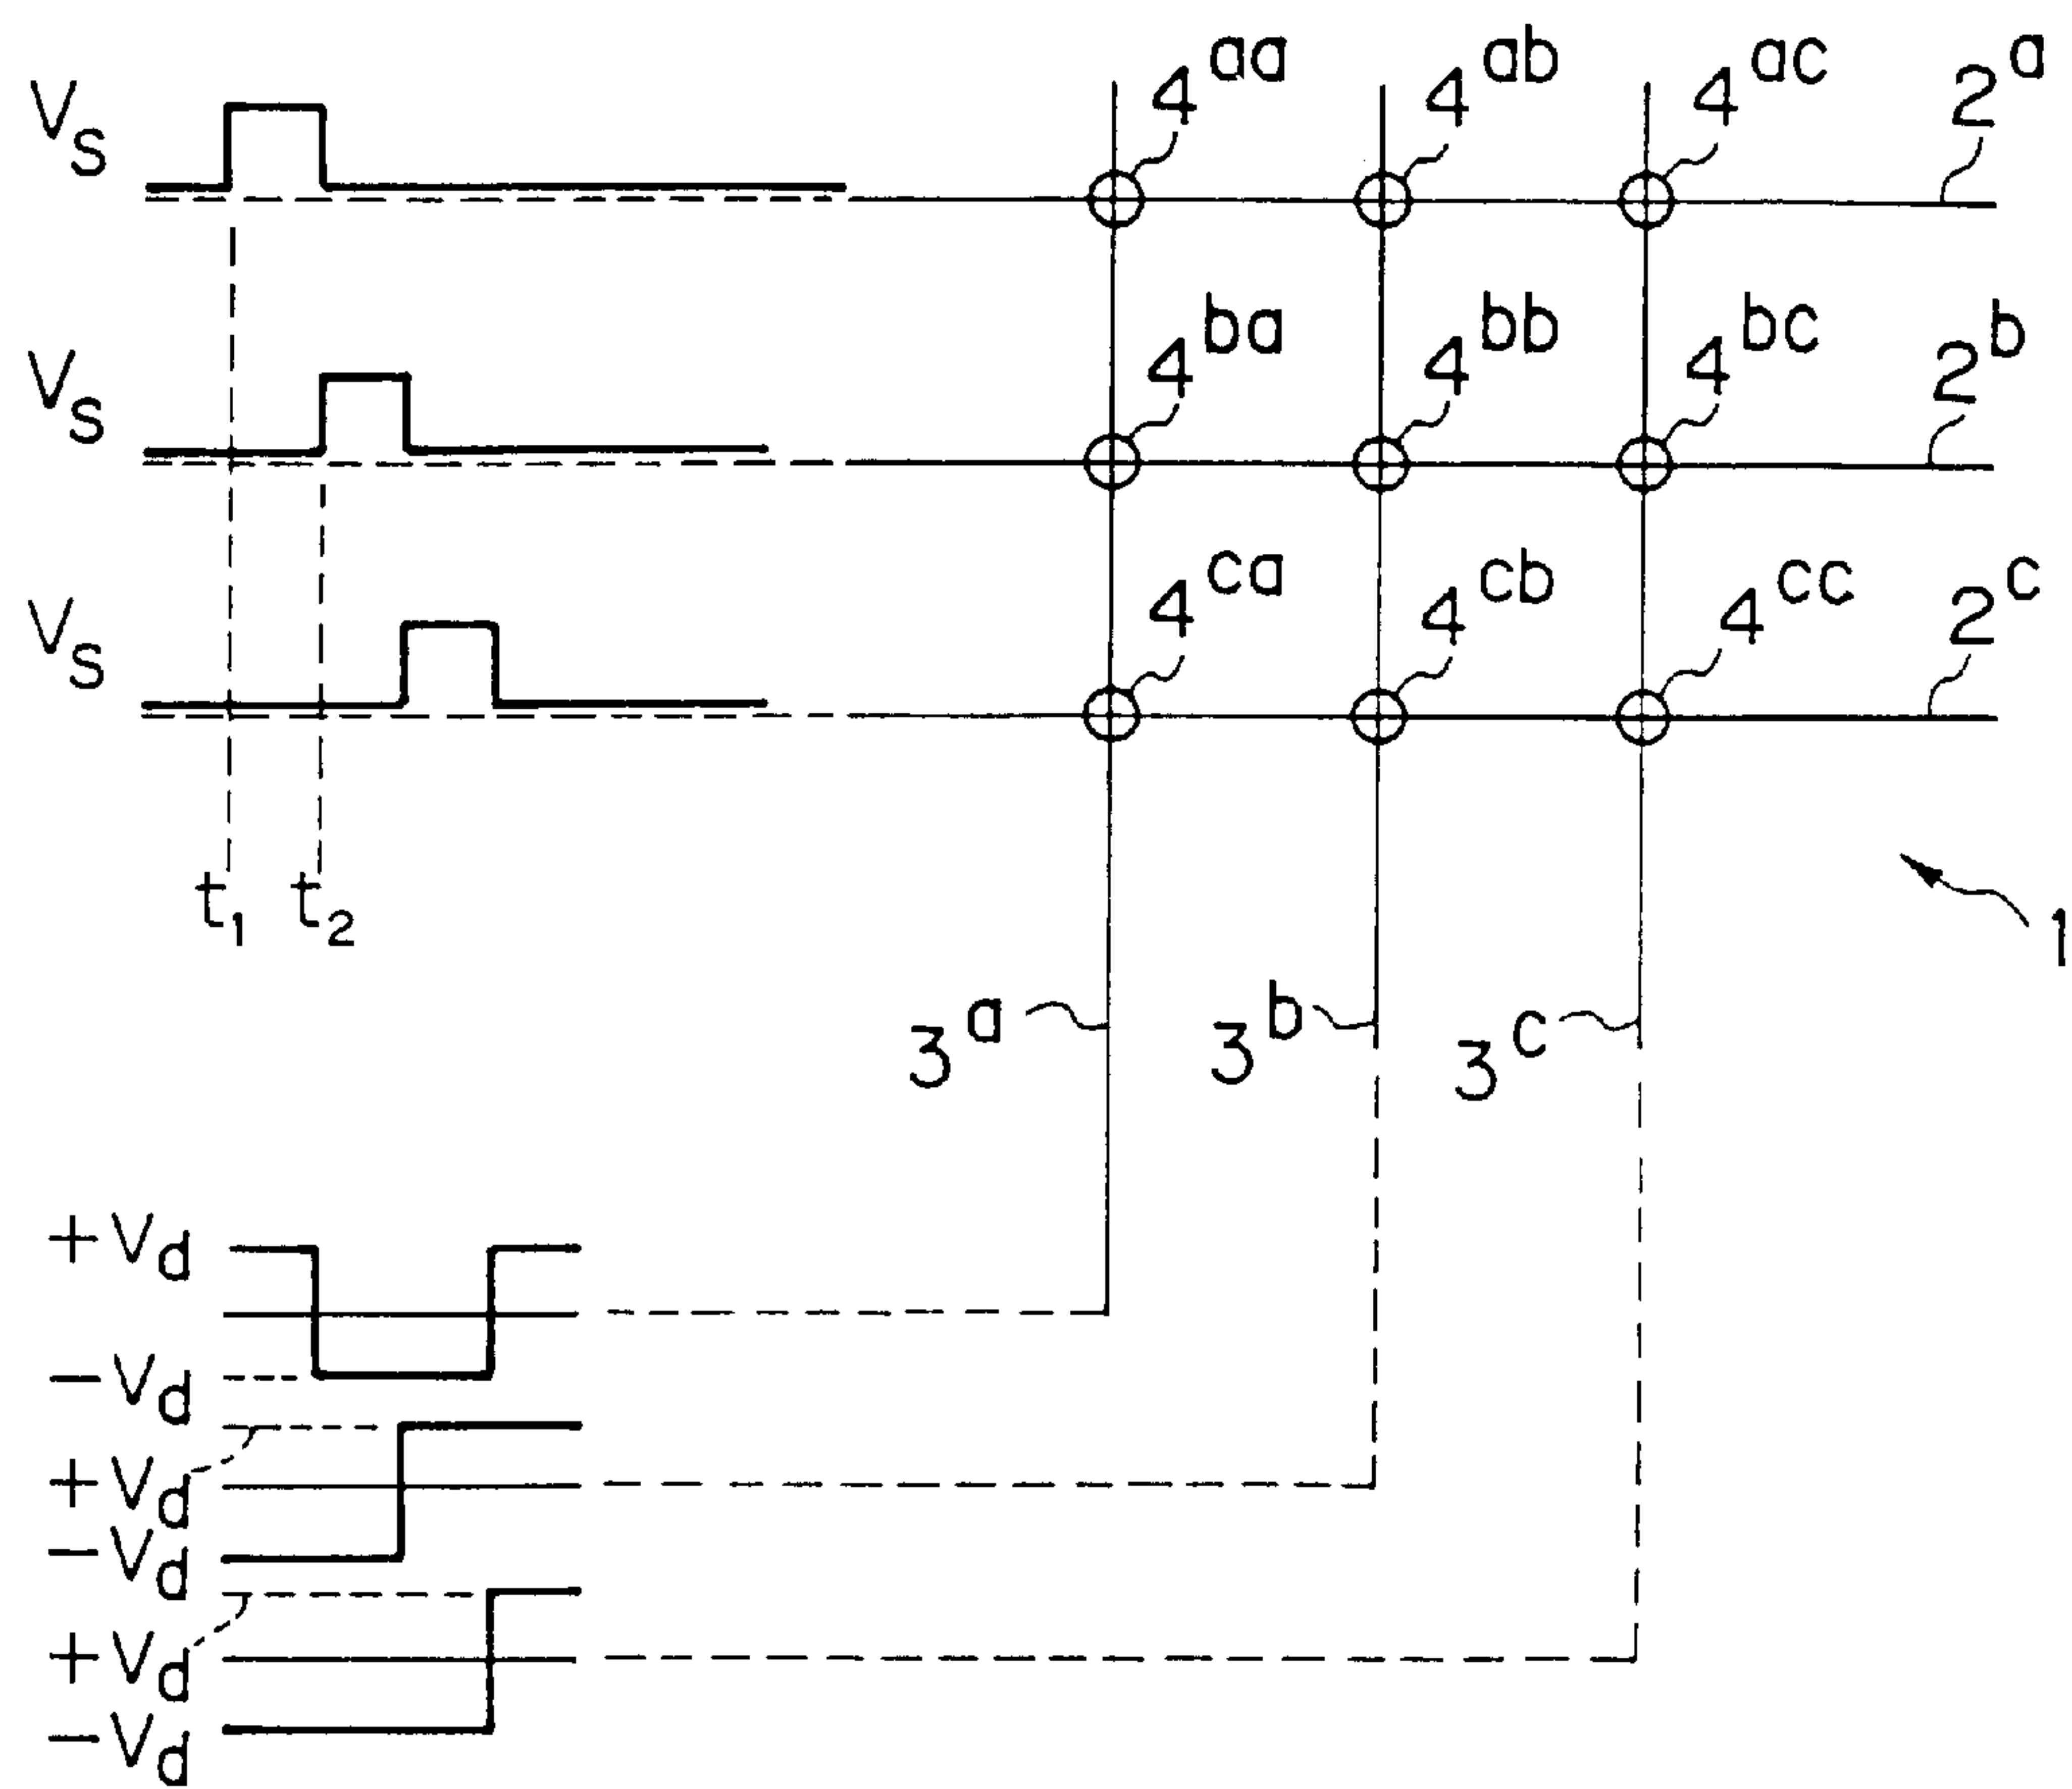 Vs
4aa 4ab 4ac 2a
Vs
4ba 4bb 4bc 2b
Vs
4ca 4cb 4cc 2c
t1 t2
1
3a 3b 3c
+Vd
-Vd
+Vd
-Vd
+Vd
-Vd